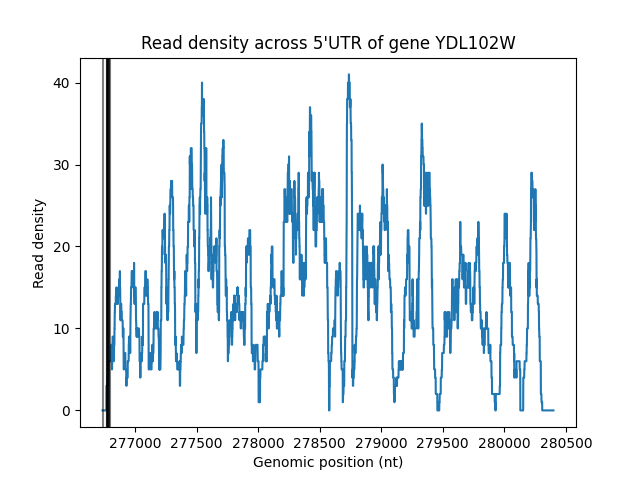 Read density across 5'UTR of gene YDL102W
Read density
40
30
20
10
0
277000 277500 278000 278500 279000 279500 280000 280500
Genomic position (nt)